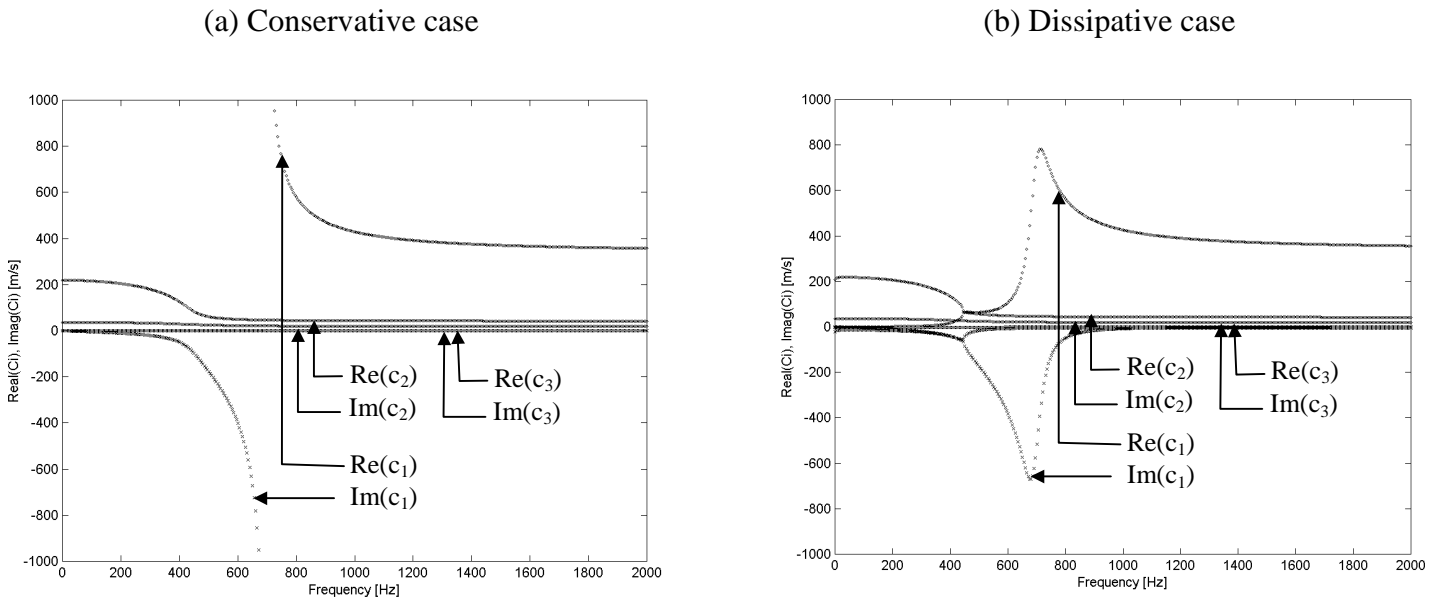 (a) Conservative case
1000
800
600
400
200
0
-200
-400
-600
-800
-1000
Real(Ci), Imag(Ci) [m/s]
0 200 400 600 800 1000 1200 1400 1600 1800 2000
Frequency [Hz]
Re(c₂)
Im(c₂)
Re(c₃)
Im(c₃)
Re(c₁)
Im(c₁)
(b) Dissipative case
1000
800
600
400
200
0
-200
-400
-600
-800
-1000
Real(Ci), Imag(Ci) [m/s]
0 200 400 600 800 1000 1200 1400 1600 1800 2000
Frequency [Hz]
Re(c₂)
Im(c₂)
Re(c₃)
Im(c₃)
Re(c₁)
Im(c₁)